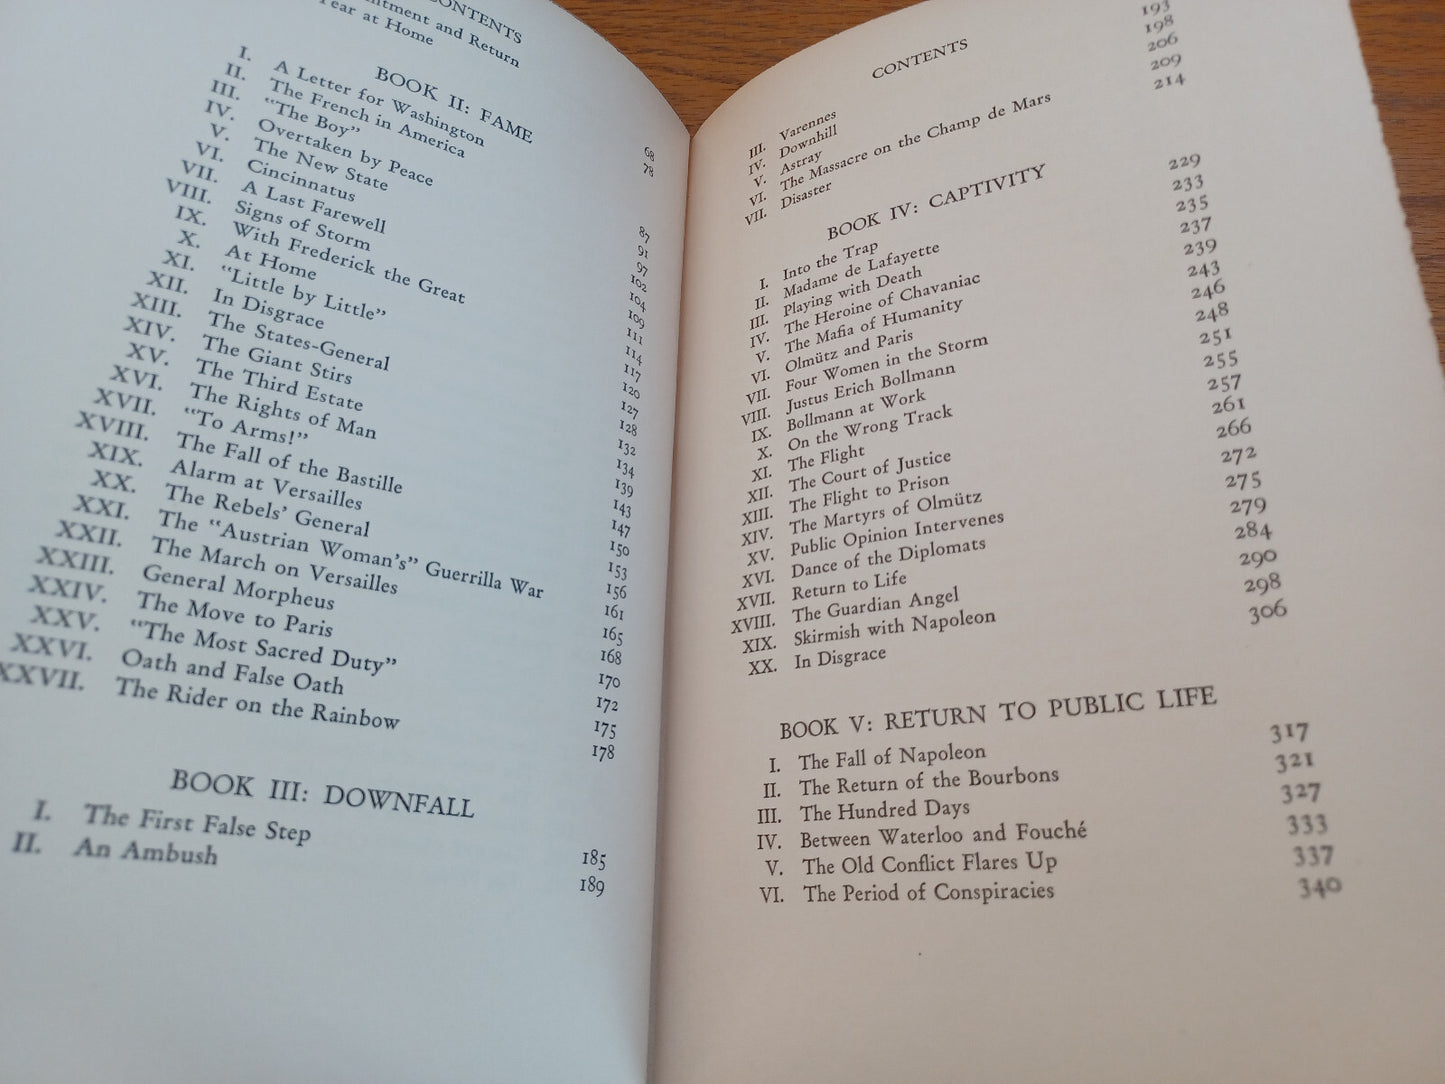 CONTENTS
ntment and Return 68
Year at Home 78
BOOK II: FAME
I. A Letter for Washington 87
II. The French in America 91
III. "The Boy" 97
IV. Overtaken by Peace 102
V. The New State 104
VI. Cincinnatus 109
VII. A Last Farewell 111
VIII. Signs of Storm 114
IX. With Frederick the Great 117
X. At Home 120
XI. "Little by Little" 127
XII. In Disgrace 128
XIII. The States-General 132
XIV. The Giant Stirs 134
XV. The Third Estate 139
XVI. The Rights of Man 143
XVII. "To Arms!" 147
XVIII. The Fall of the Bastille 150
XIX. Alarm at Versailles 153
XX. The Rebels' General 156
XXI. The "Austrian Woman's" Guerrilla War 161
XXII. The March on Versailles 165
XXIII. General Morpheus 168
XXIV. The Move to Paris 170
XXV. "The Most Sacred Duty" 172
XXVI. Oath and False Oath 175
XXVII. The Rider on the Rainbow 178
BOOK III: DOWNFALL
I. The First False Step 185
II. An Ambush 189
CONTENTS
III. Varennes 193
IV. Downhill 198
V. Astray 206
VI. The Massacre on the Champ de Mars 209
VII. Disaster 214
BOOK IV: CAPTIVITY
I. Into the Trap 229
II. Madame de Lafayette 233
III. Playing with Death 235
IV. The Heroine of Chavaniac 237
V. The Mafia of Humanity 239
VI. Olmütz and Paris 243
VII. Four Women in the Storm 246
VIII. Justus Erich Bollmann 248
IX. Bollmann at Work 251
X. On the Wrong Track 255
XI. The Flight 257
XII. The Court of Justice 261
XIII. The Flight to Prison 266
XIV. The Martyrs of Olmütz 272
XV. Public Opinion Intervenes 275
XVI. Dance of the Diplomats 279
XVII. Return to Life 284
XVIII. The Guardian Angel 290
XIX. Skirmish with Napoleon 298
XX. In Disgrace 306
BOOK V: RETURN TO PUBLIC LIFE
I. The Fall of Napoleon 317
II. The Return of the Bourbons 321
III. The Hundred Days 327
IV. Between Waterloo and Fouché 333
V. The Old Conflict Flares Up 337
VI. The Period of Conspiracies 340